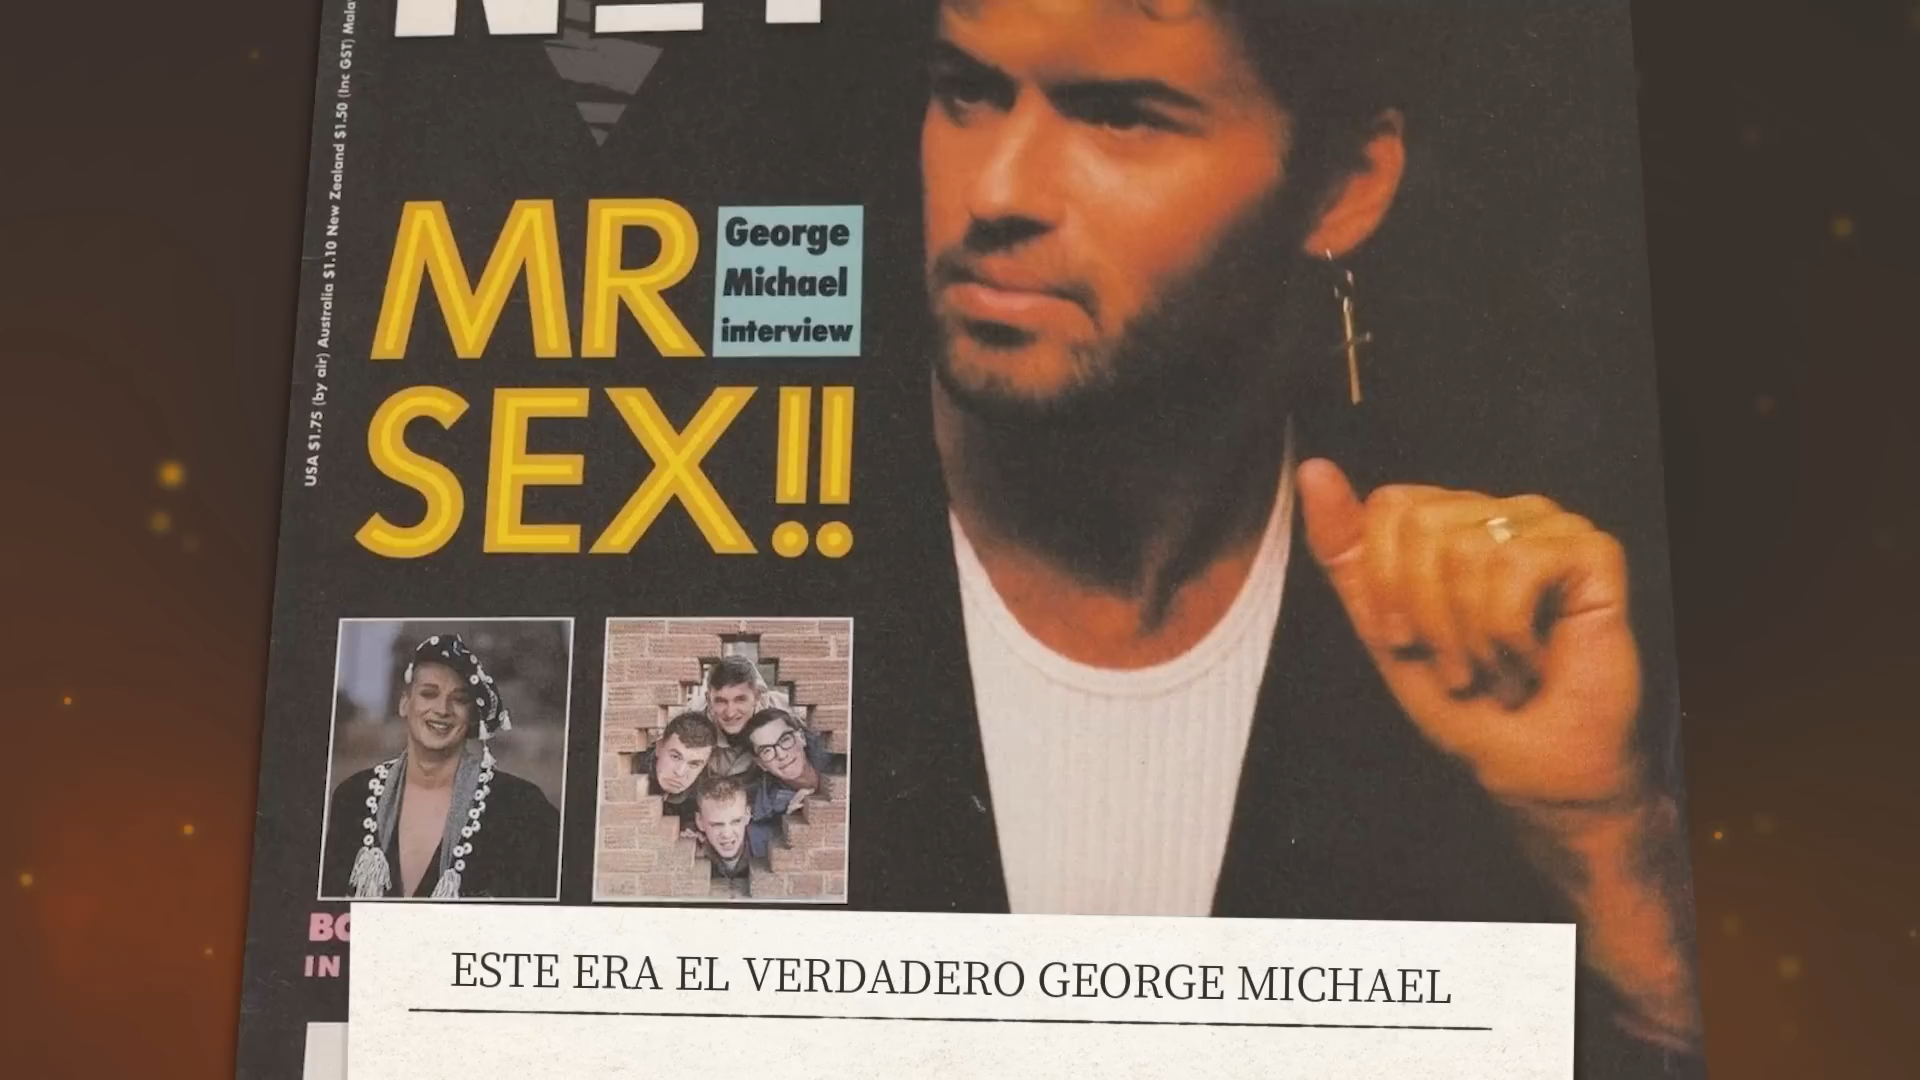 USA $1.75 (by air) Australia $1.10 New Zealand $1.50 (Inc GST)
MR
George
Michael
interview
SEX!!
IN
ESTE ERA EL VERDADERO GEORGE MICHAEL